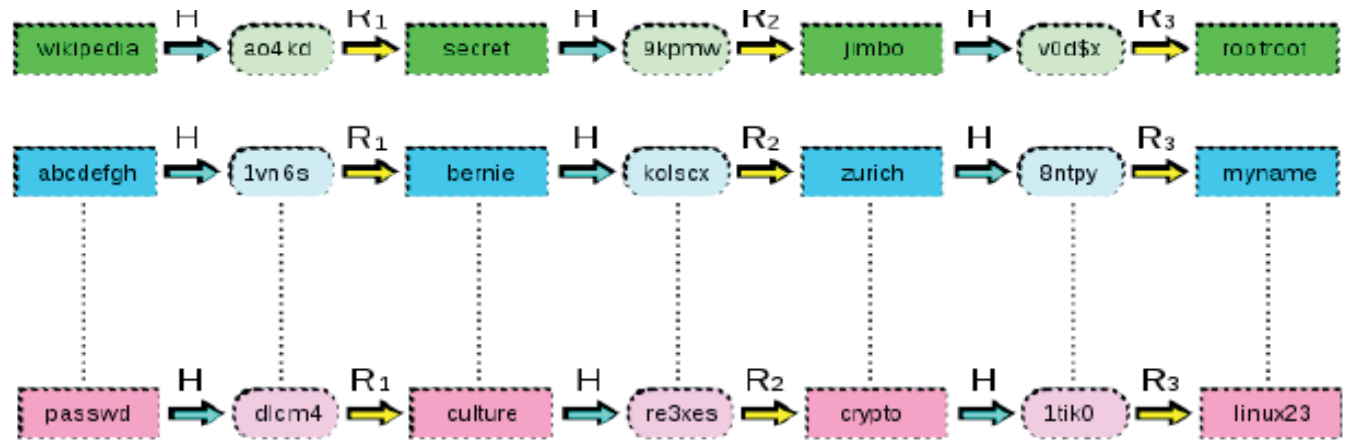 H R₁ H R₂ H R₃
wikipedia ao4kd secret 9kpmw jimbo v0d$x rootroot
H R₁ H R₂ H R₃
abcdefgh 1vn6s bernie kolscx zurich 8ntpy myname
H R₁ H R₂ H R₃
passwd dlcm4 culture re3xes crypto 1tik0 linux23